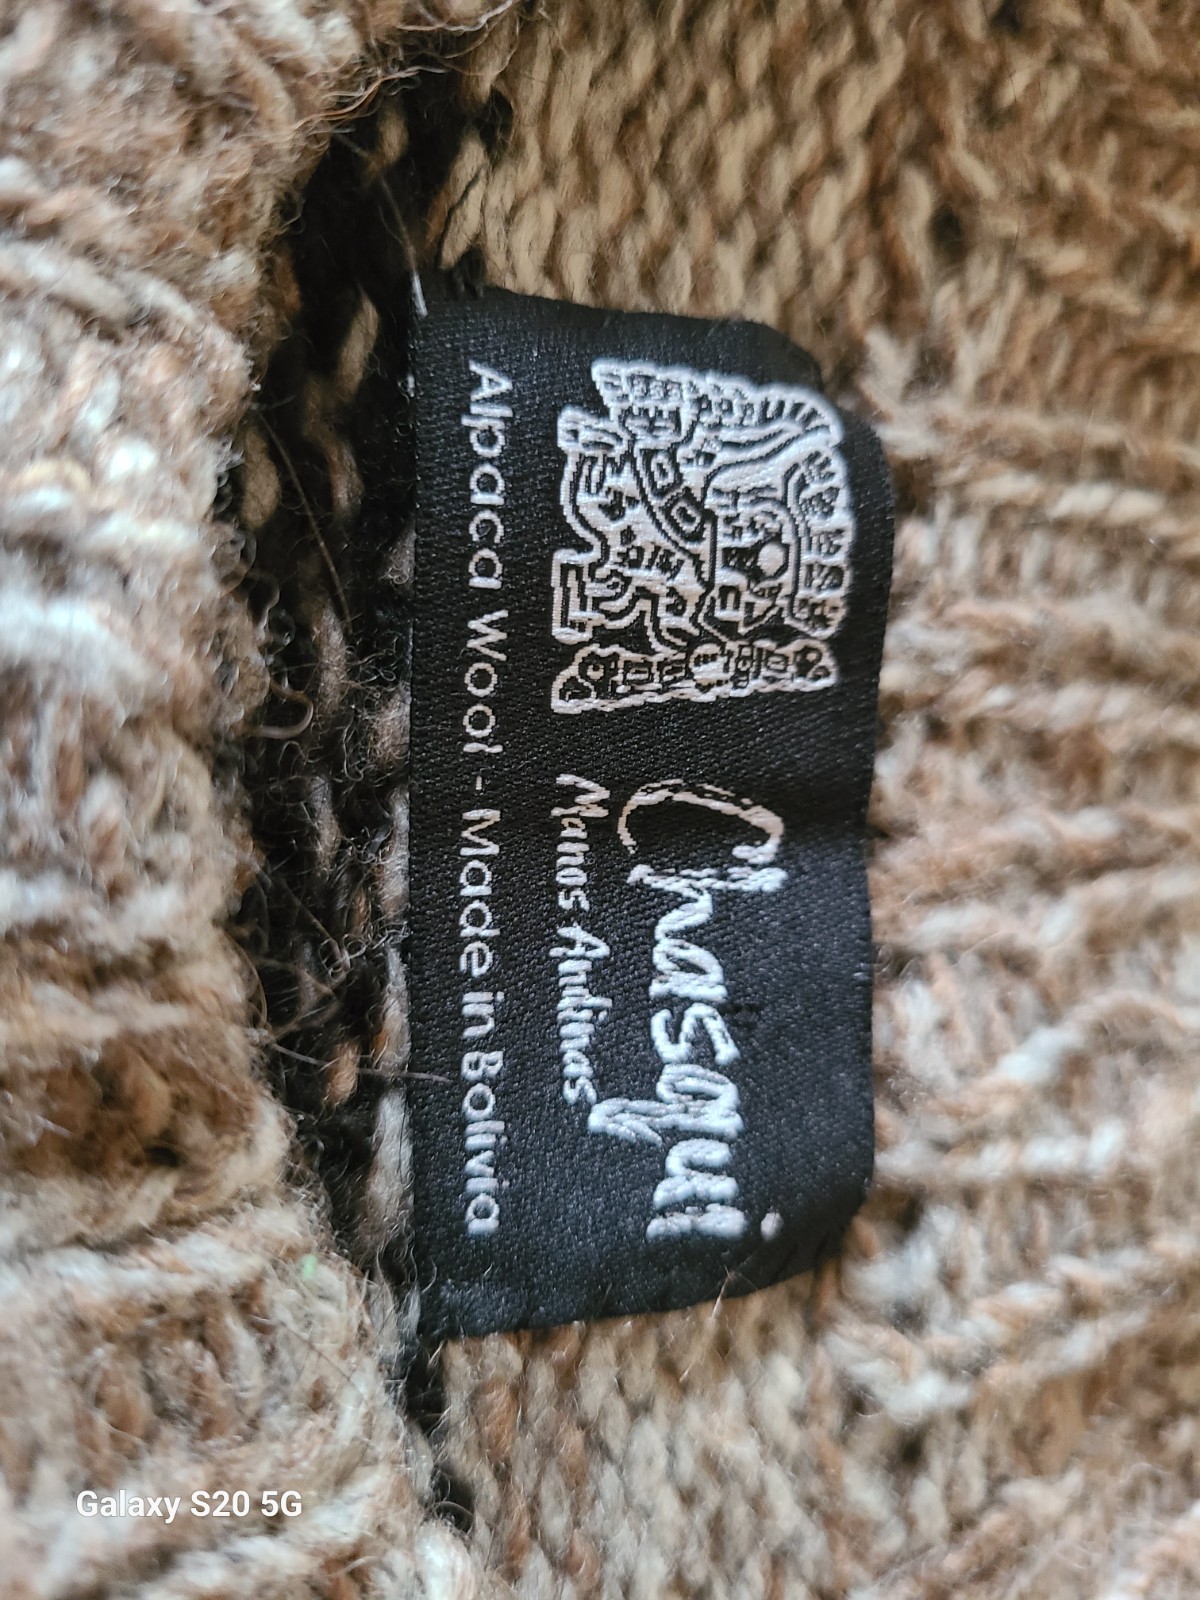 Chasqui
Manos Andinas
Alpaca Wool - Made in Bolivia
Galaxy S20 5G